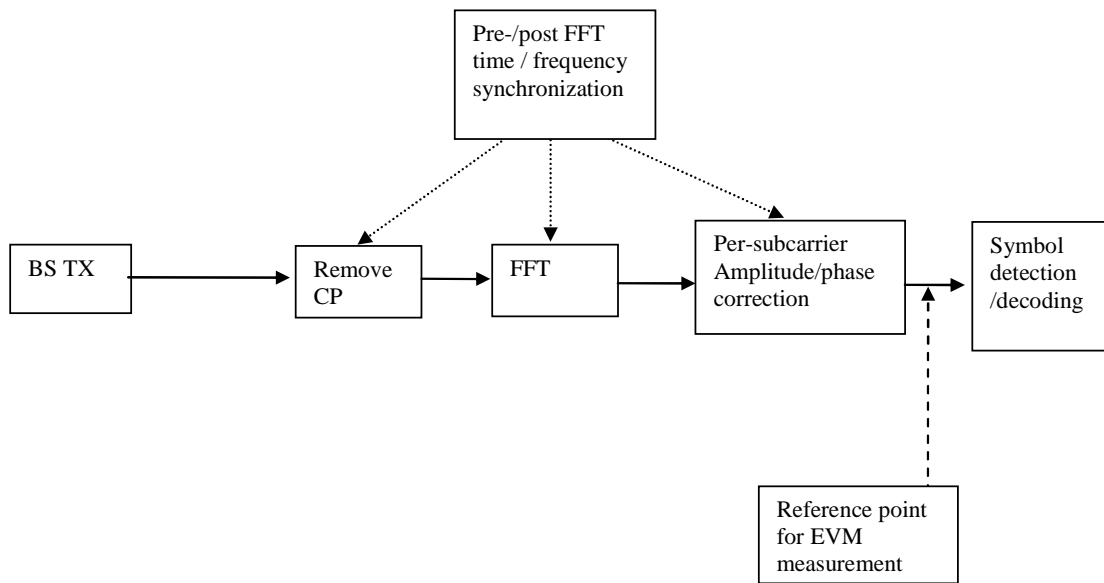 Pre-/post FFT
time / frequency
synchronization
BS TX
Remove
CP
FFT
Per-subcarrier
Amplitude/phase
correction
Symbol
detection
/decoding
Reference point
for EVM
measurement